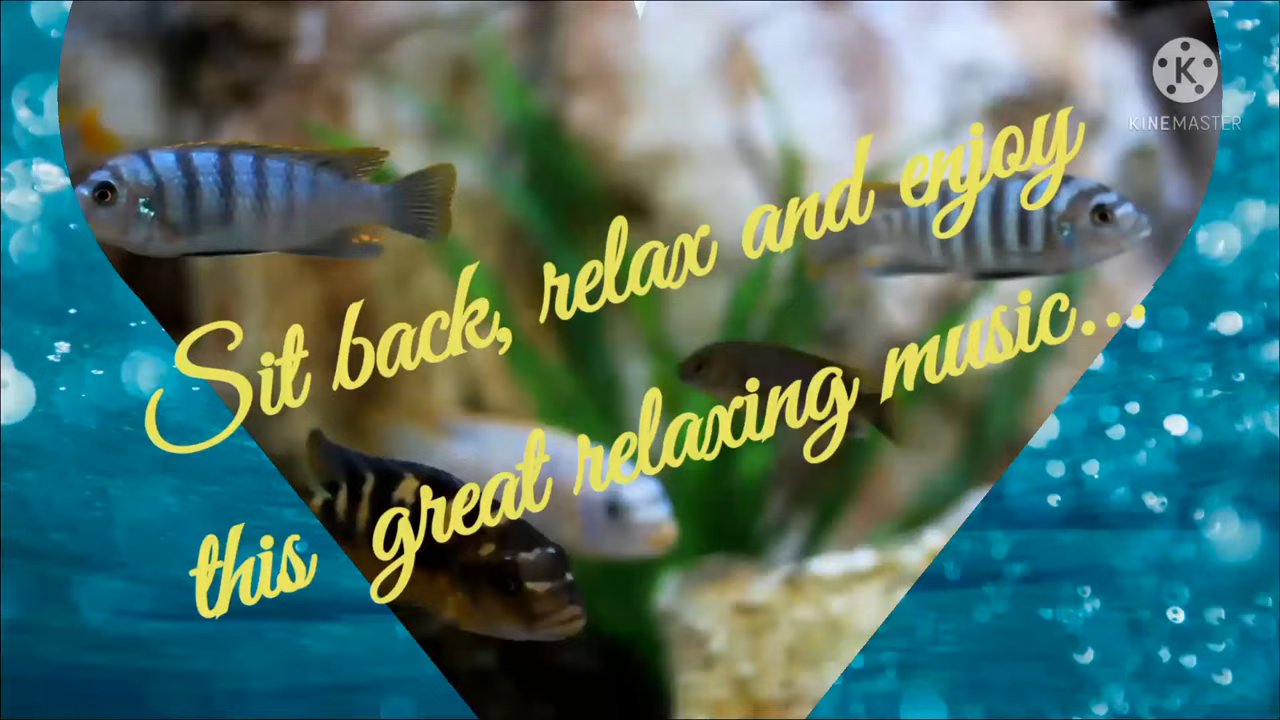 K
KINEMASTER
Sit back, relax and enjoy
this great relaxing music...